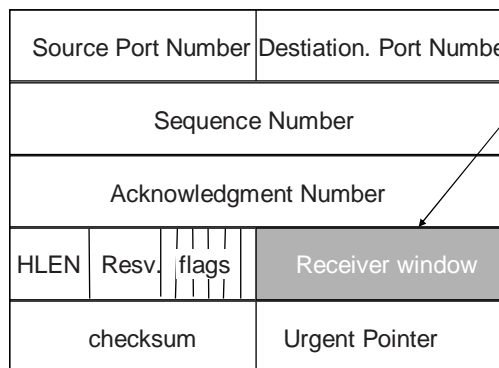 Source Port Number Destiation. Port Numbe
Sequence Number
Acknowledgment Number
HLEN Resv. flags Receiver window
checksum Urgent Pointer